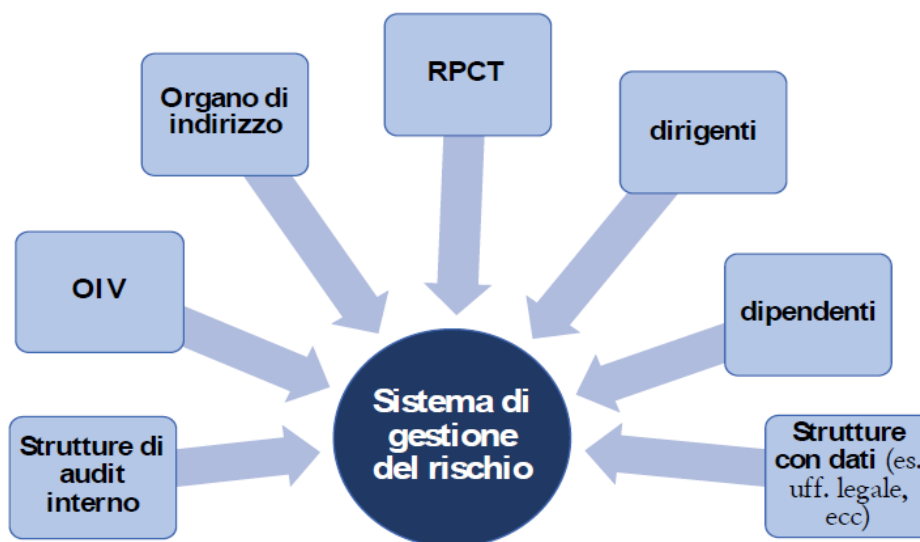 RPCT
Organo di
indirizzo
dirigenti
OIV
dipendenti
Sistema di
gestione
del rischio
Strutture di
audit
interno
Strutture
con dati (es.
uff. legale,
ecc)